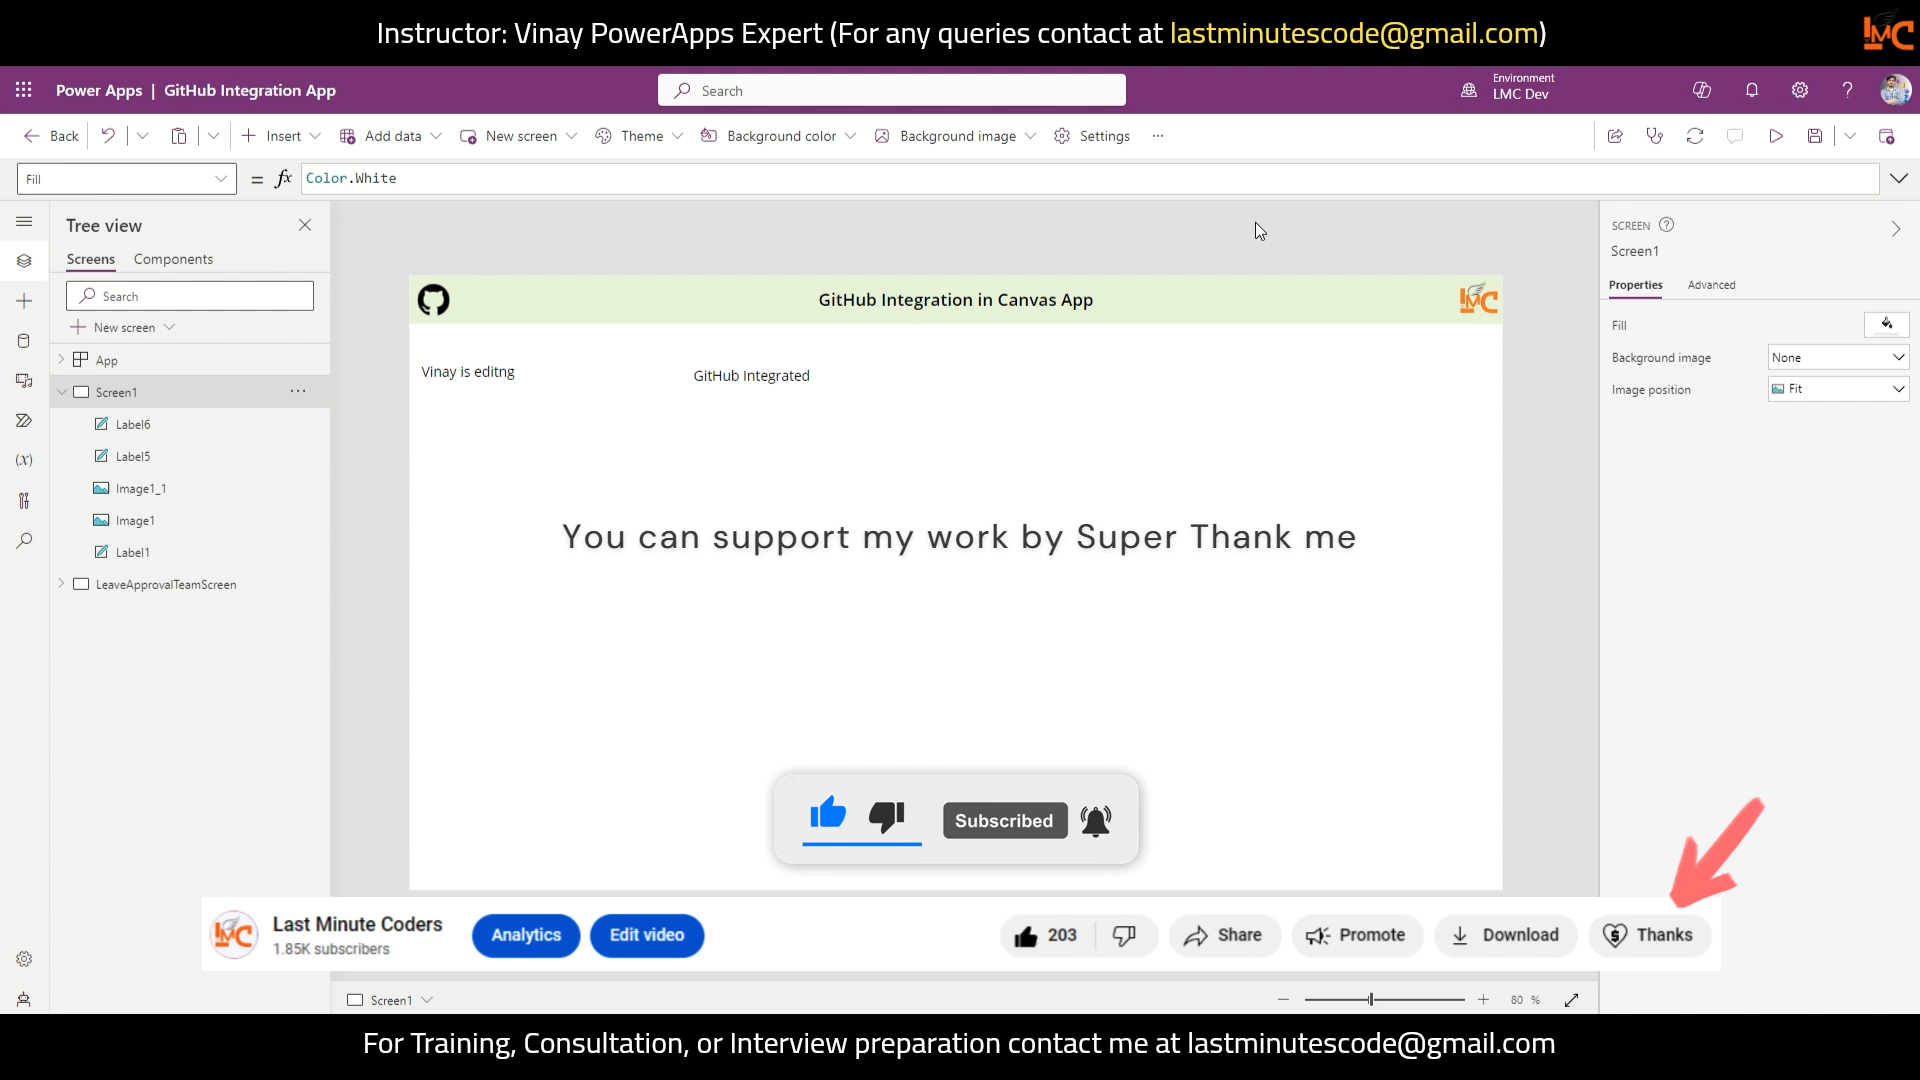 Instructor: Vinay PowerApps Expert (For any queries contact at lastminutescode@gmail.com)
LMC
Power Apps | GitHub Integration App
Search
Environment
LMC Dev
Back
Insert
Add data
New screen
Theme
Background color
Background image
Settings
Fill
= fx Color.White
Tree view
Screens Components
Search
New screen
App
Screen1
Label6
Label5
Image1_1
Image1
Label1
LeaveApprovalTeamScreen
(x)
GitHub Integration in Canvas App
LMC
Vinay is editng
GitHub Integrated
You can support my work by Super Thank me
Subscribed
SCREEN
Screen1
Properties Advanced
Fill
Background image None
Image position Fit
LMC
Last Minute Coders
1.85K subscribers
Analytics
Edit video
203
Share
Promote
Download
Thanks
Screen1
80 %
For Training, Consultation, or Interview preparation contact me at lastminutescode@gmail.com